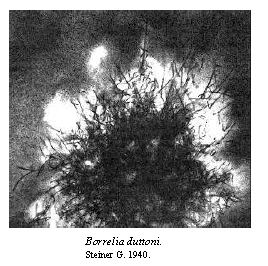 Borrelia duttoni.
Steiner G. 1940.